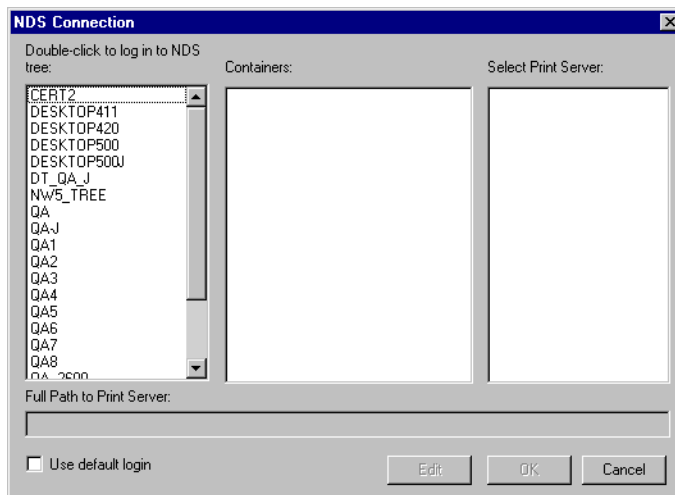 NDS Connection
Double-click to log in to NDS
tree:
Containers:
Select Print Server:
CERT2
DESKTOP411
DESKTOP420
DESKTOP500
DESKTOP500J
DT_QA_J
NW5_TREE
QA
QA-J
QA1
QA2
QA3
QA4
QA5
QA6
QA7
QA8
QA_2600
Full Path to Print Server:
Use default login
Edit
OK
Cancel